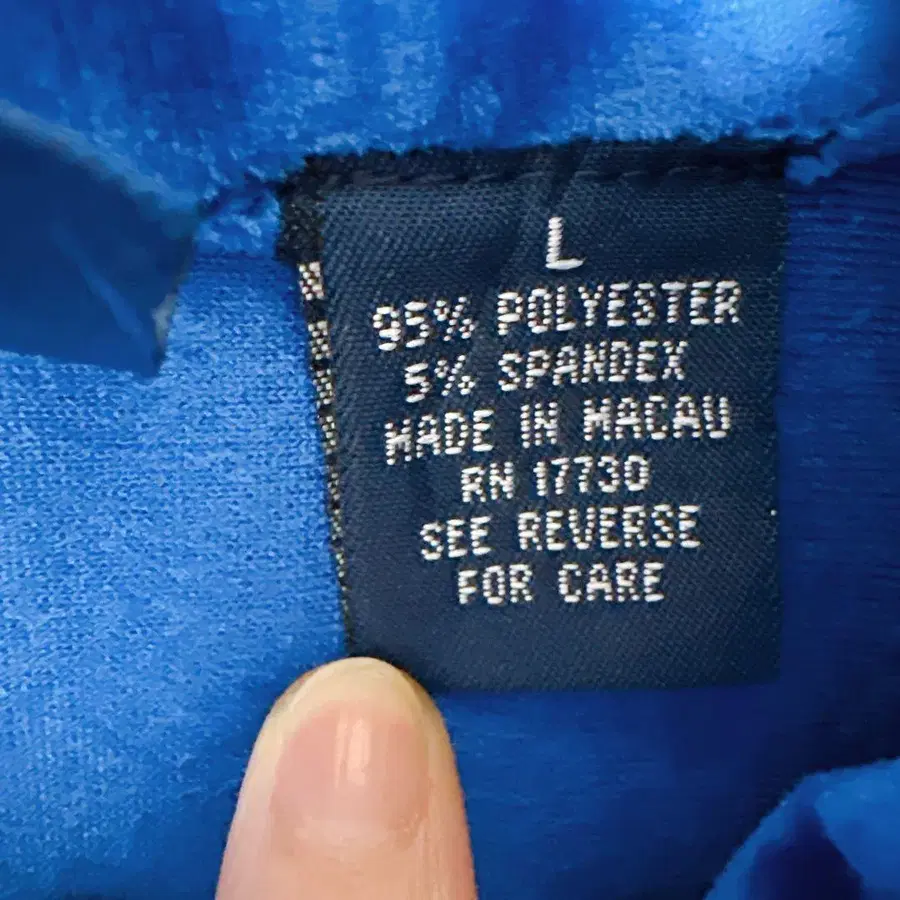 L
95% POLYESTER
5% SPANDEX
MADE IN MACAU
RN 17730
SEE REVERSE
FOR CARE